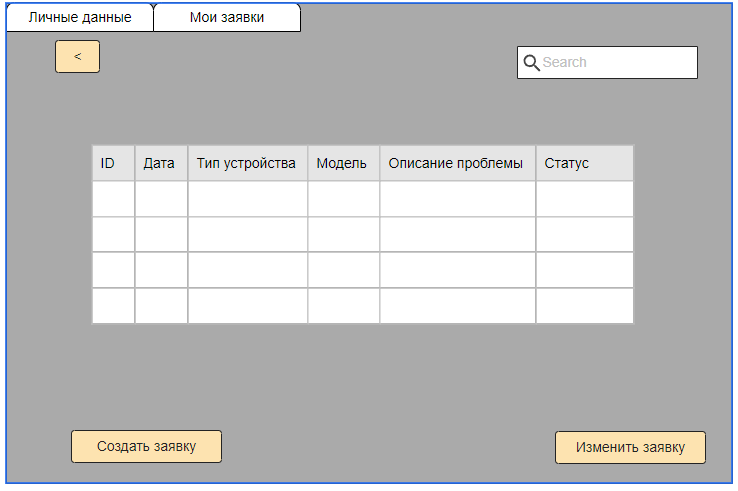 Личные данные Мои заявки
<
Search
ID Дата Тип устройства Модель Описание проблемы Статус
Создать заявку Изменить заявку